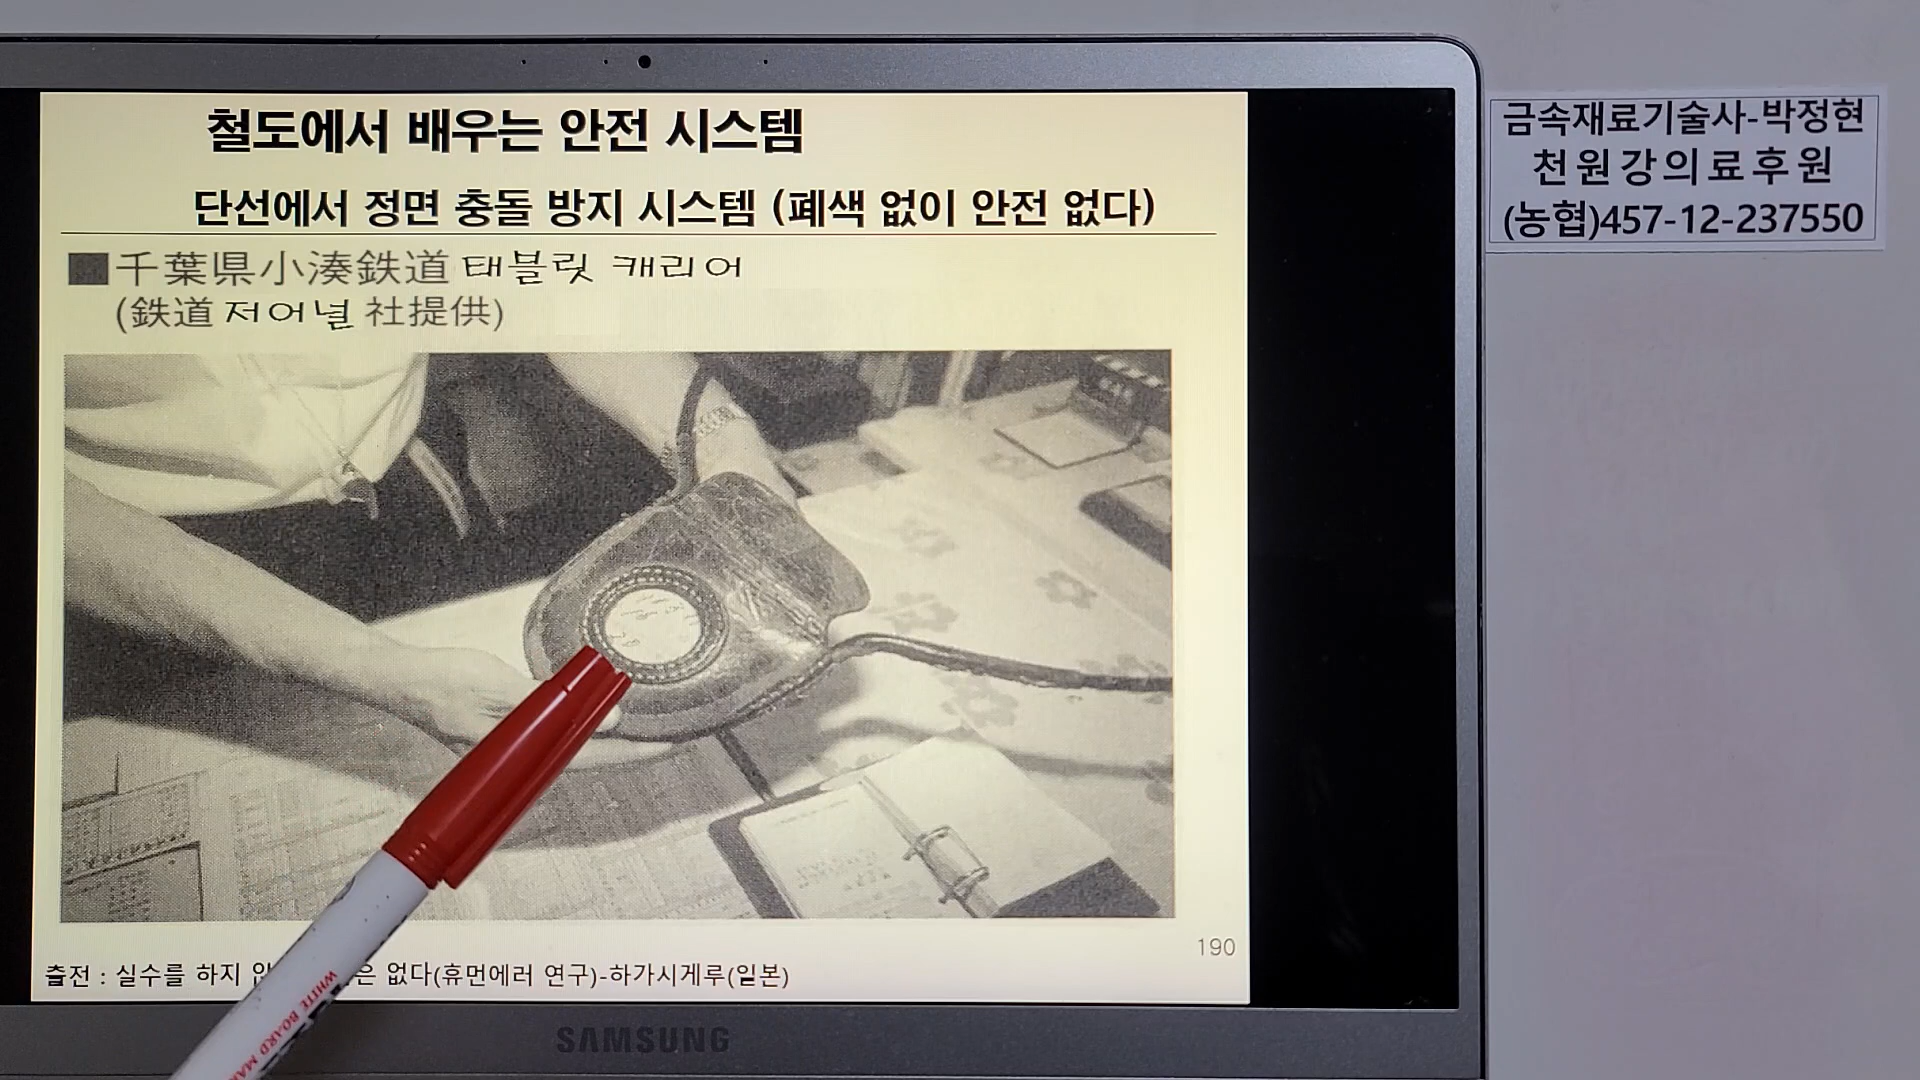 철도에서 배우는 안전 시스템
단선에서 정면 충돌 방지 시스템 (폐색 없이 안전 없다)
■千葉県小湊鉄道 태블릿 캐리어
(鉄道 저어널 社提供)
190
출전 : 실수를 하지 은 없다(휴먼에러 연구)-하가시게루(일본)
SAMSUNG
WHITE BOARD
금속재료기술사-박정현
천원강의료후원
(농협)457-12-237550